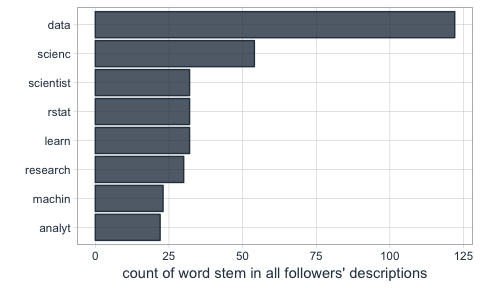 data
scienc
scientist
rstat
learn
research
machin
analyt
0 25 50 75 100 125
count of word stem in all followers' descriptions